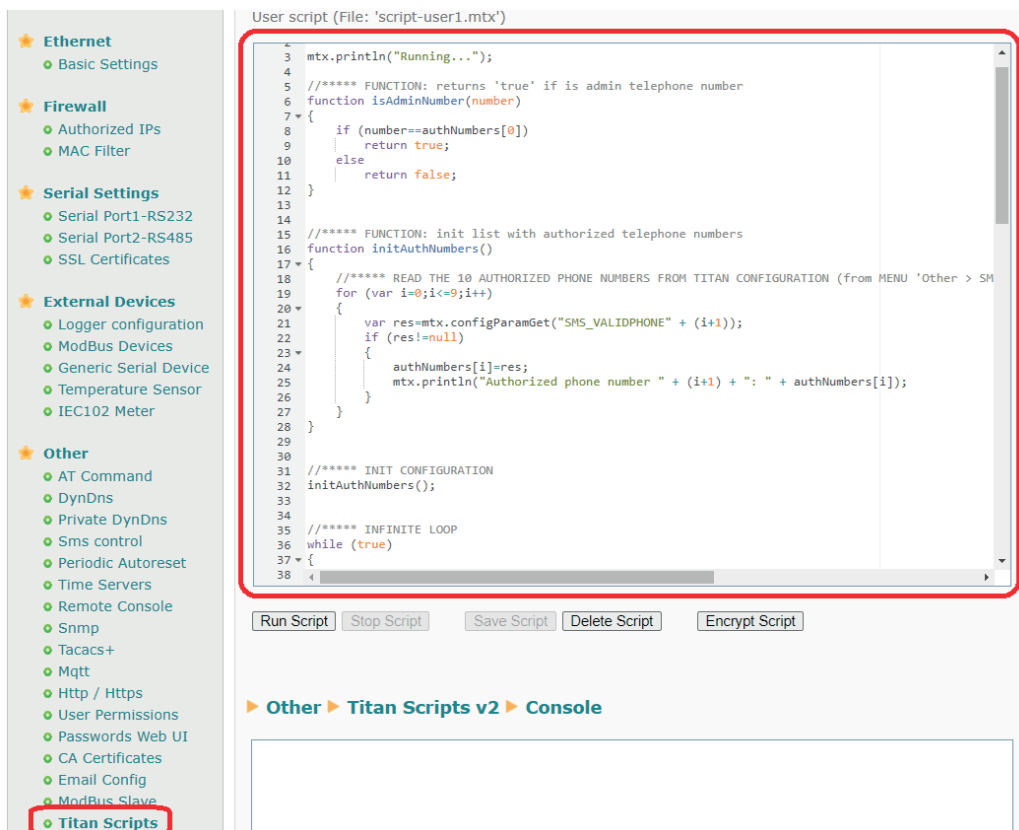 Ethernet
Basic Settings
Firewall
Authorized IPs
MAC Filter
Serial Settings
Serial Port1-RS232
Serial Port2-RS485
SSL Certificates
External Devices
Logger configuration
ModBus Devices
Generic Serial Device
Temperature Sensor
IEC102 Meter
Other
AT Command
DynDns
Private DynDns
Sms control
Periodic Autoreset
Time Servers
Remote Console
Snmp
Tacacs+
Mqtt
Http / Https
User Permissions
Passwords Web UI
CA Certificates
Email Config
ModBus Slave
Titan Scripts
User script (File: 'script-user1.mtx')
2
3 mtx.println("Running...");
4
5 //***** FUNCTION: returns 'true' if is admin telephone number
6 function isAdminNumber(number)
7 {
8 if (number==authNumbers[0])
9 return true;
10 else
11 return false;
12 }
13
14
15 //***** FUNCTION: init list with authorized telephone numbers
16 function initAuthNumbers()
17 {
18 //***** READ THE 10 AUTHORIZED PHONE NUMBERS FROM TITAN CONFIGURATION (from MENU 'Other > SM
19 for (var i=0;i<=9;i++)
20 {
21 var res=mtx.configParamGet("SMS_VALIDPHONE" + (i+1));
22 if (res!=null)
23 {
24 authNumbers[i]=res;
25 mtx.println("Authorized phone number " + (i+1) + ": " + authNumbers[i]);
26 }
27 }
28 }
29
30
31 //***** INIT CONFIGURATION
32 initAuthNumbers();
33
34
35 //***** INFINITE LOOP
36 while (true)
37 {
38
Run Script Stop Script Save Script Delete Script Encrypt Script
Other Titan Scripts v2 Console